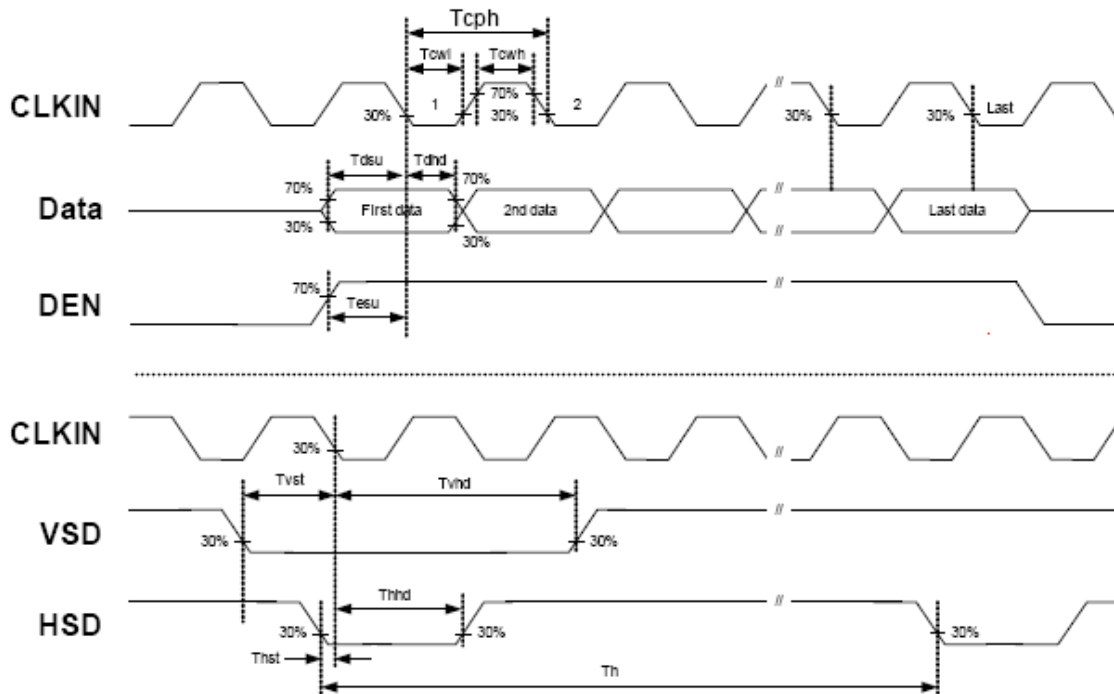 Tcph
Tcwl Tcwh
CLKIN 30% 1 70% 30% 2 // 30% 30% Last
Tdsu Tdhd
Data 70% 30% First data 70% 30% 2nd data // // Last data
DEN 70% Tesu //
CLKIN 30% //
Tvst Tvhd
VSD 30% 30% //
Thhd
HSD 30% 30% // 30%
Thst
Th